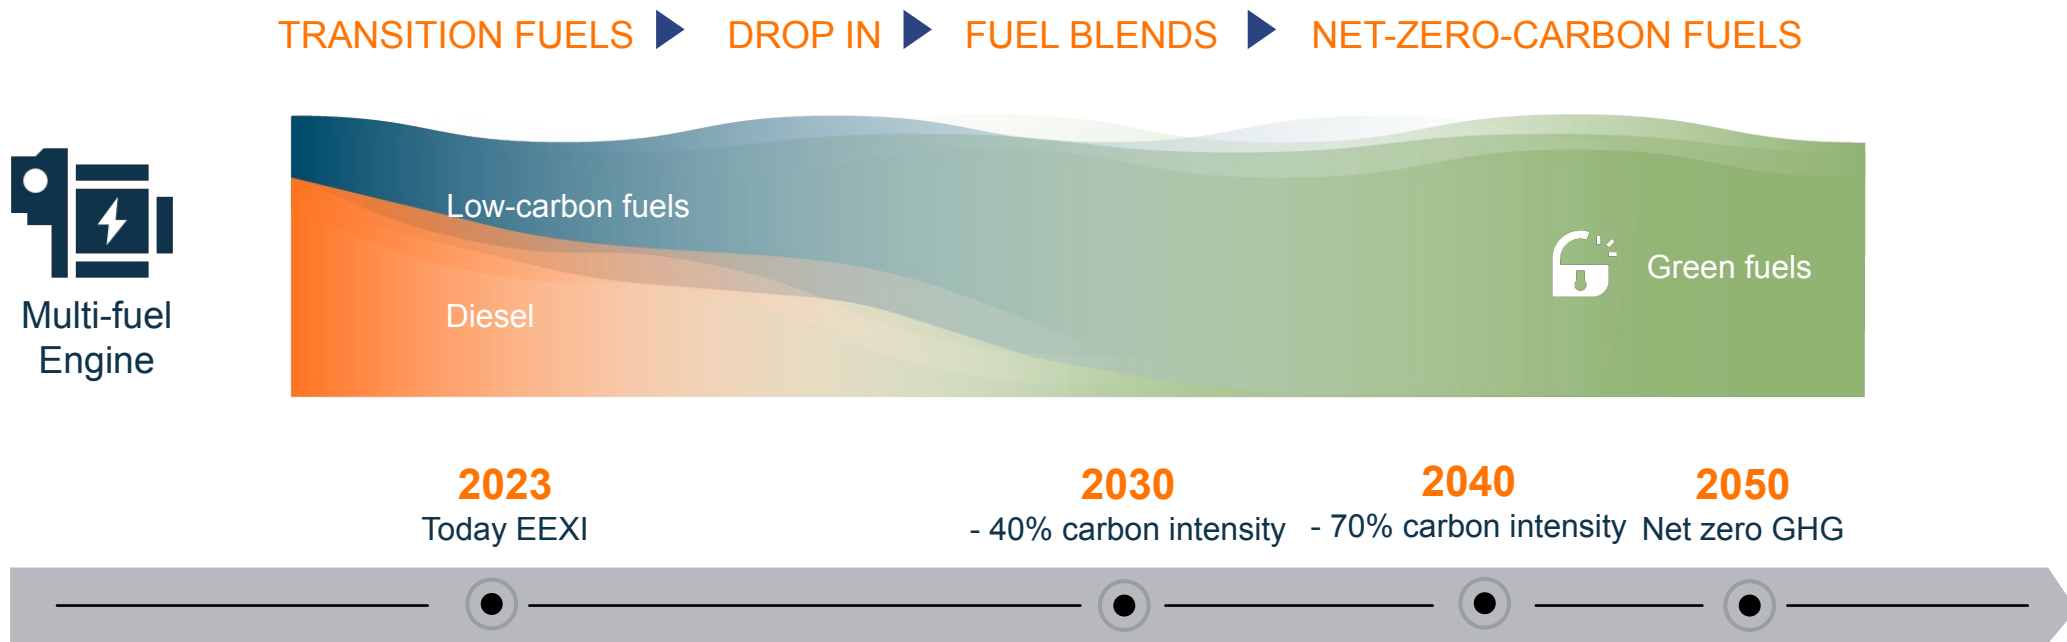 TRANSITION FUELS DROP IN FUEL BLENDS NET-ZERO-CARBON FUELS
Low-carbon fuels
Green fuels
Diesel
Multi-fuel
Engine
2023
Today EEXI
2030
- 40% carbon intensity
2040
- 70% carbon intensity
2050
Net zero GHG